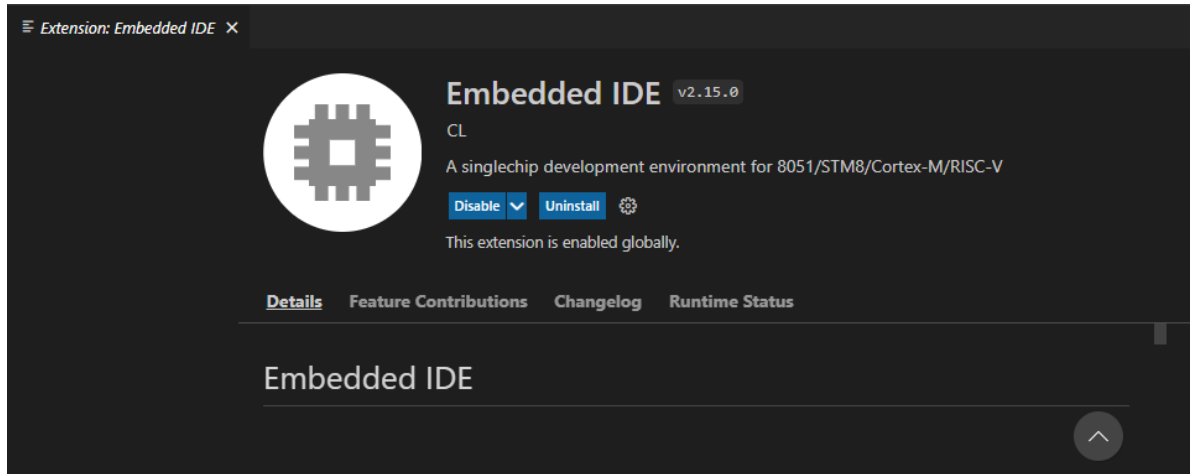 Extension: Embedded IDE
Embedded IDE v2.15.0
CL
A singlechip development environment for 8051/STM8/Cortex-M/RISC-V
Disable Uninstall
This extension is enabled globally.
Details Feature Contributions Changelog Runtime Status
Embedded IDE